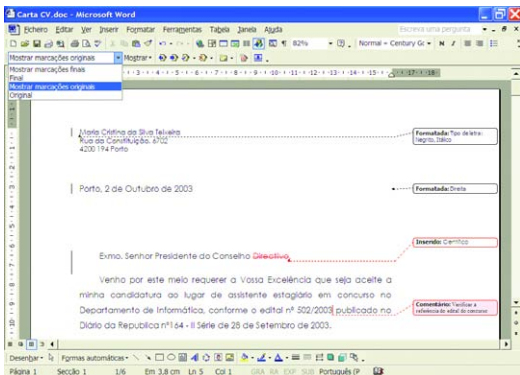 Carta CV.doc - Microsoft Word
Ficheiro Editar Ver Inserir Formatar Ferramentas Tabela Janela Ajuda
82% Normal + Century Gc N I
Mostrar marcações originais Mostrar
Mostrar marcações finais
Final
Mostrar marcações originais
Original
Maria Cristina da Silva Teixeira
Rua da Constituição, 6702
4200 194 Porto
Formatada: Tipo de letra: Negrito, Itálico
Porto, 2 de Outubro de 2003
Formatada: Direita
Inserido: Científico
Exmo. Senhor Presidente do Conselho Directivo
Venho por este meio requerer a Vossa Excelência que seja aceite a
minha candidatura ao lugar de assistente estagiário em concurso no
Departamento de Informática, conforme o edital nº 502/2003 publicado no
Diário da Republica nº164 - II Série de 28 de Setembro de 2003.
Comentário: Verificar a
referência do edital do concurso
Desenhar Formas automáticas
Página 1 Secção 1 1/6 Em 3,8 cm Ln 5 Col 1 GRA RA EXP SUB Português (P